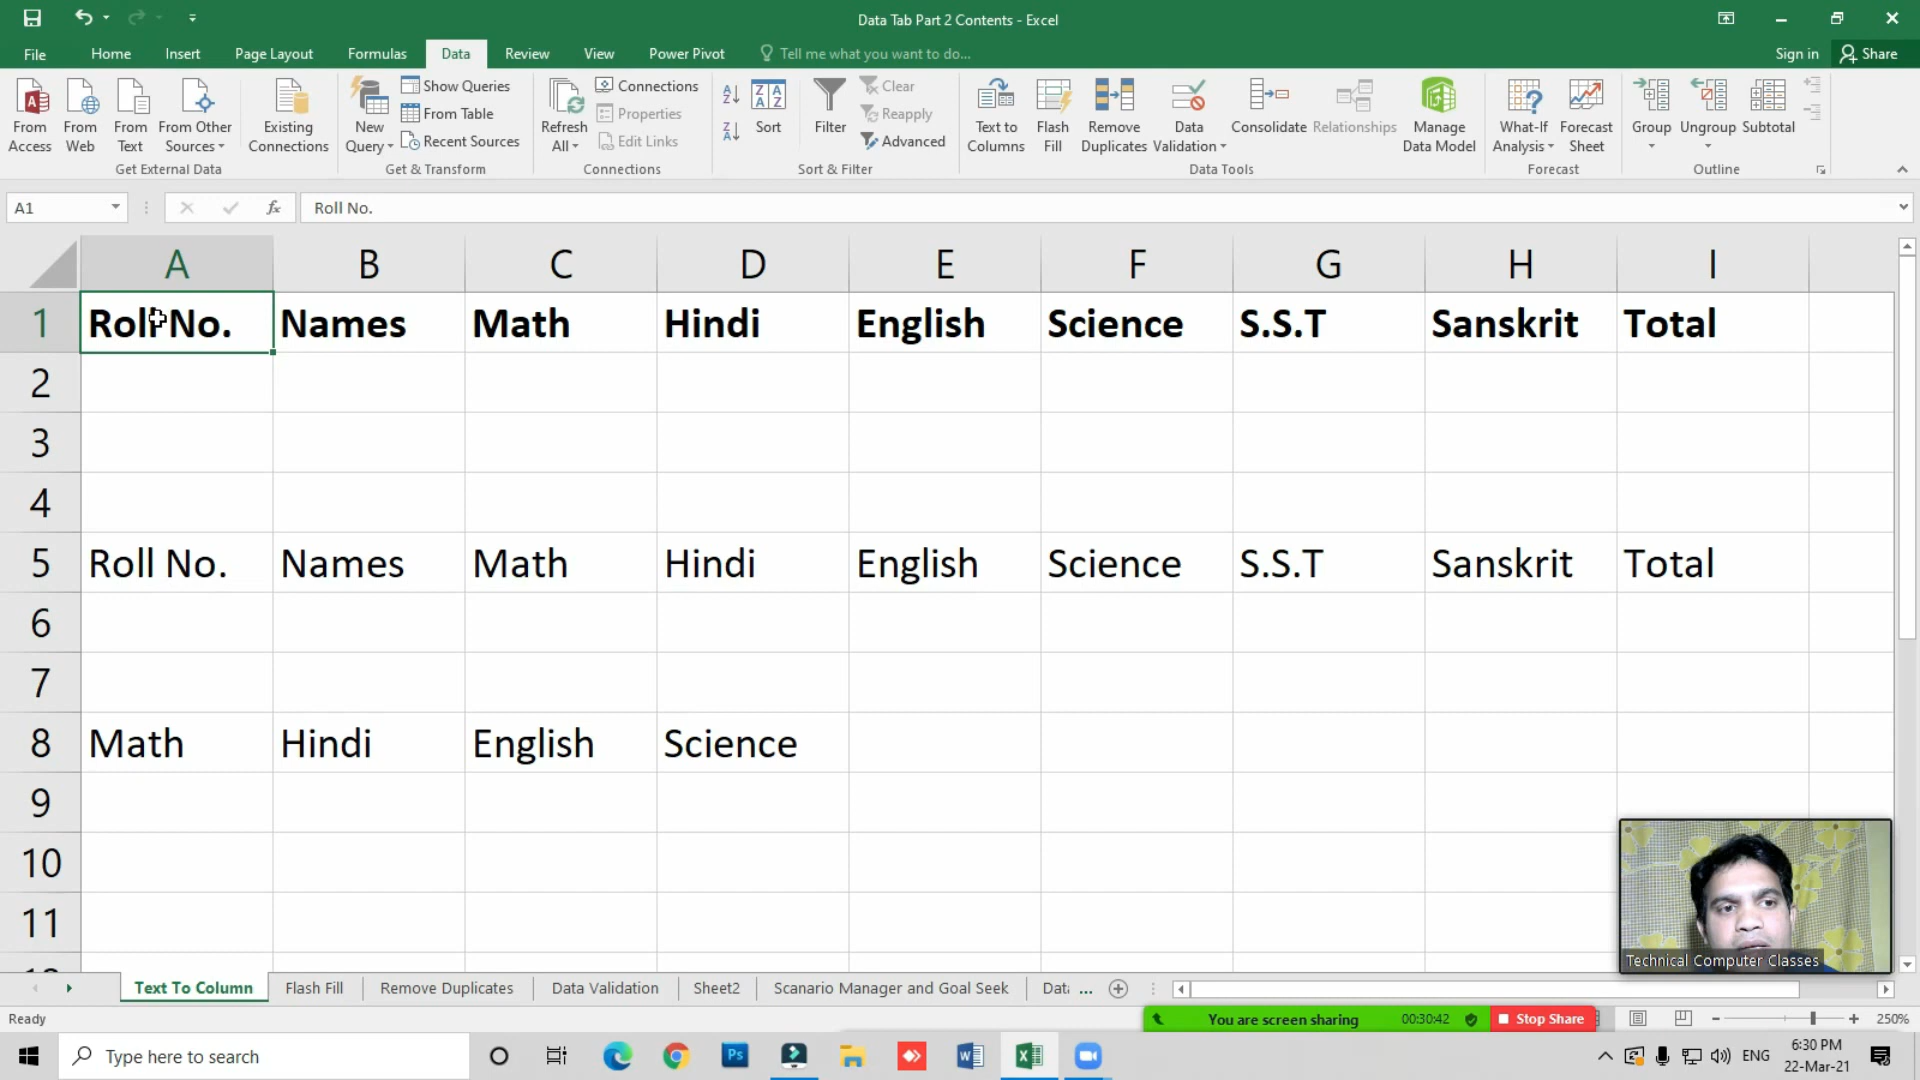 Data Tab Part 2 Contents - Excel
File Home Insert Page Layout Formulas Data Review View Power Pivot Tell me what you want to do... Sign in Share
From Access
From Web
From Text
From Other Sources
Existing Connections
Get External Data
New Query
Show Queries
From Table
Recent Sources
Get & Transform
Refresh All
Connections
Properties
Edit Links
Connections
Sort
Filter
Clear
Reapply
Advanced
Sort & Filter
Text to Columns
Flash Fill
Remove Duplicates
Data Validation
Consolidate
Relationships
Manage Data Model
Data Tools
What-If Analysis
Forecast Sheet
Forecast
Group
Ungroup
Subtotal
Outline
A1 fx Roll No.
A B C D E F G H I
1 Roll No. Names Math Hindi English Science S.S.T Sanskrit Total
2
3
4
5 Roll No. Names Math Hindi English Science S.S.T Sanskrit Total
6
7
8 Math Hindi English Science
9
10
11
Technical Computer Classes
Text To Column Flash Fill Remove Duplicates Data Validation Sheet2 Scanario Manager and Goal Seek ...
Ready You are screen sharing 00:30:42 Stop Share 250%
Type here to search Ps ENG 6:30 PM
22-Mar-21